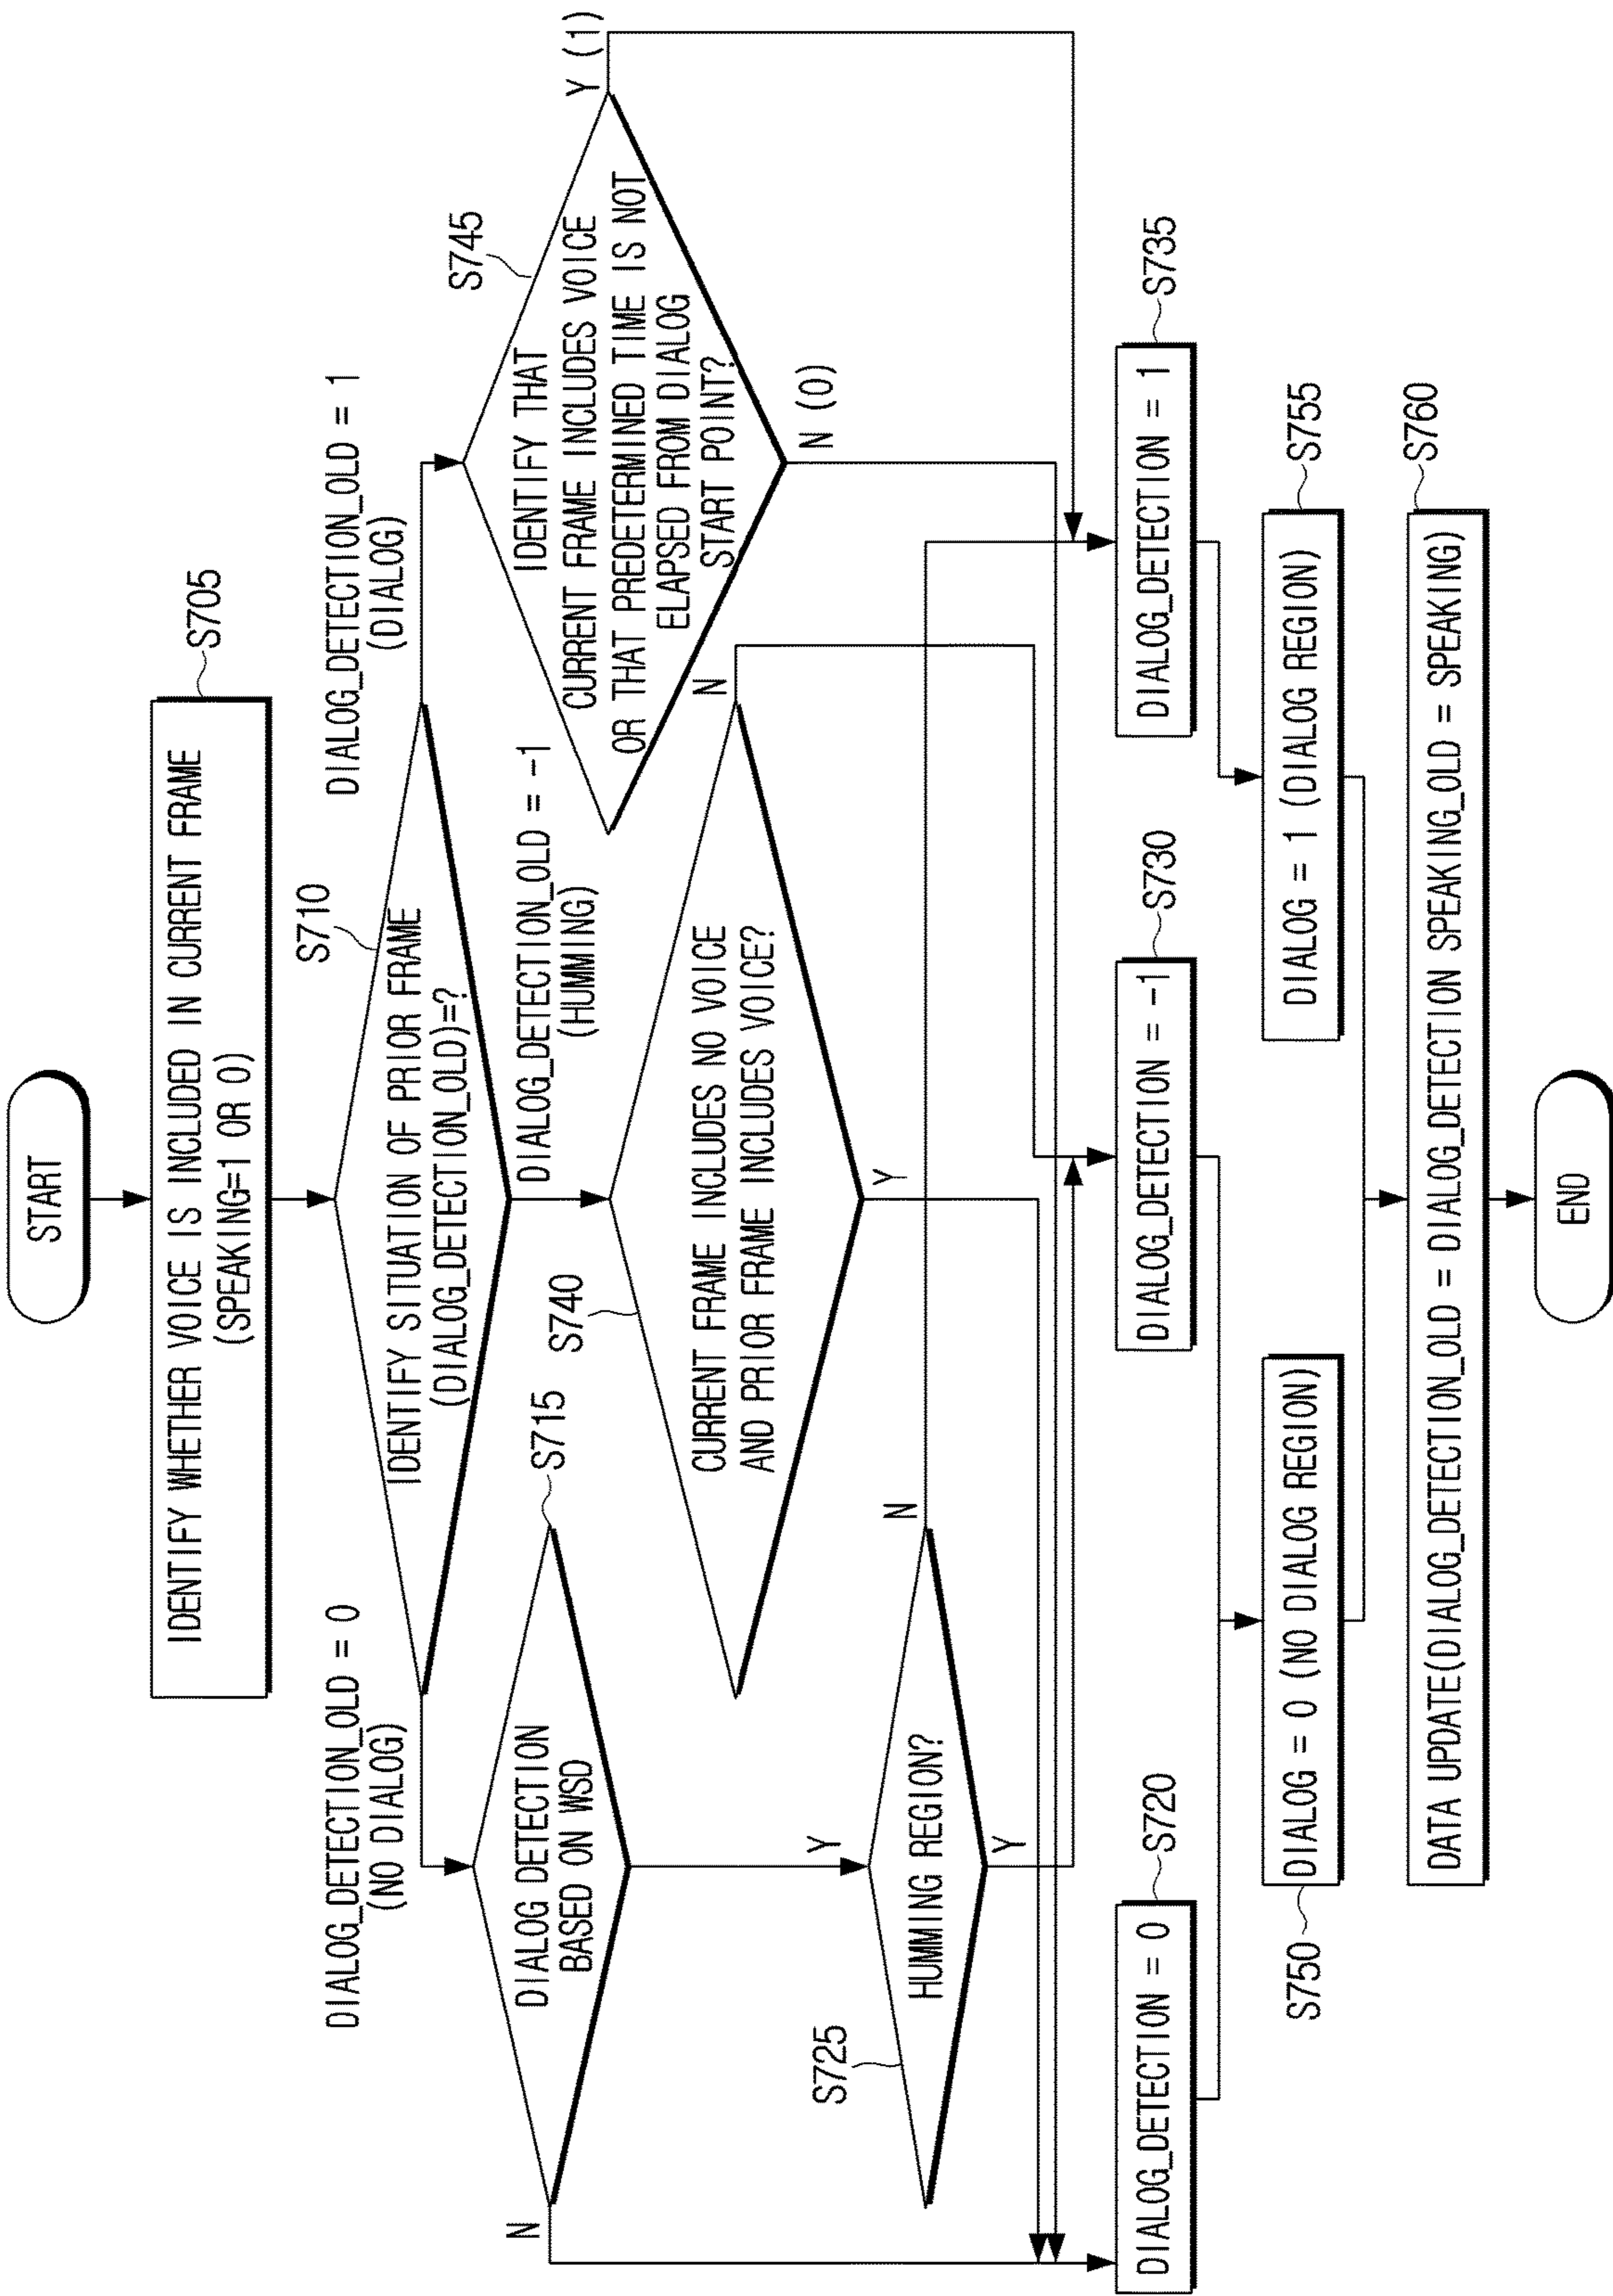 START
IDENTIFY WHETHER VOICE IS INCLUDED IN CURRENT FRAME
(SPEAKING=1 OR 0)
S705
S710
IDENTIFY SITUATION OF PRIOR FRAME
(DIALOG_DETECTION_OLD)=?
DIALOG_DETECTION_OLD = 0
(NO DIALOG)
DIALOG_DETECTION_OLD = 1
(DIALOG)
DIALOG_DETECTION_OLD = -1
(HUMMING)
DIALOG DETECTION
BASED ON WSD
S715
N
Y
S740
CURRENT FRAME INCLUDES NO VOICE
AND PRIOR FRAME INCLUDES VOICE?
N
Y
S745
IDENTIFY THAT
CURRENT FRAME INCLUDES VOICE
OR THAT PREDETERMINED TIME IS NOT
ELAPSED FROM DIALOG
START POINT?
Y (1)
N (0)
S725
HUMMING REGION?
N
Y
DIALOG_DETECTION = 0
S720
DIALOG_DETECTION = -1
S730
DIALOG_DETECTION = 1
S735
S750
DIALOG = 0 (NO DIALOG REGION)
DIALOG = 1 (DIALOG REGION)
S755
DATA UPDATE(DIALOG_DETECTION_OLD = DIALOG_DETECTION SPEAKING_OLD = SPEAKING)
S760
END